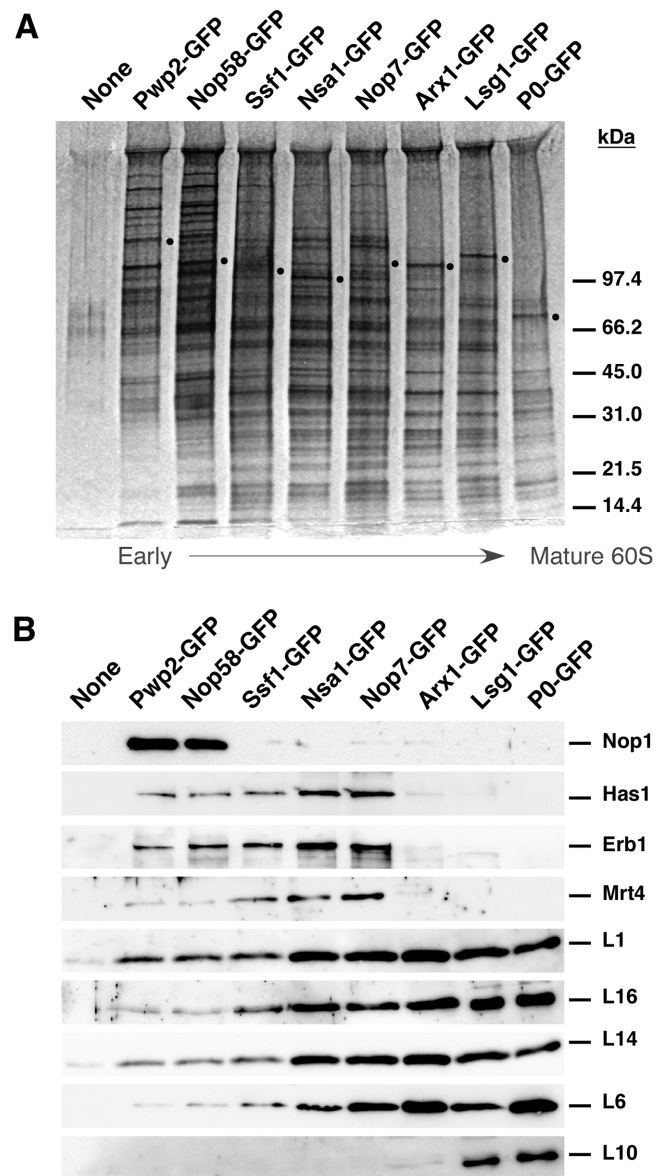 A
None Pwp2-GFP Nop58-GFP Ssf1-GFP Nsa1-GFP Nop7-GFP Arx1-GFP Lsg1-GFP P0-GFP
kDa
97.4
66.2
45.0
31.0
21.5
14.4
Early Mature 60S
B
None Pwp2-GFP Nop58-GFP Ssf1-GFP Nsa1-GFP Nop7-GFP Arx1-GFP Lsg1-GFP P0-GFP
Nop1
Has1
Erb1
Mrt4
L1
L16
L14
L6
L10